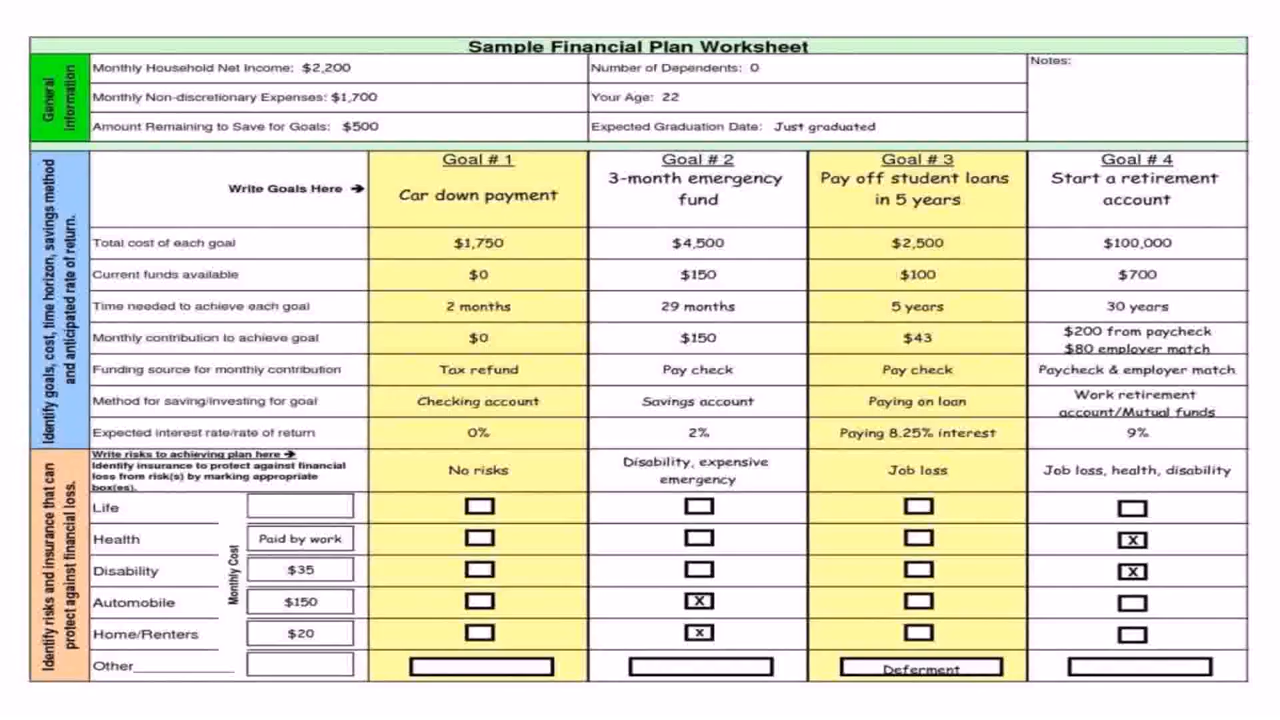 Sample Financial Plan Worksheet
General
Information
Monthly Household Net Income: $2,200
Number of Dependents: 0
Notes:
Monthly Non-discretionary Expenses: $1,700
Your Age: 22
Amount Remaining to Save for Goals: $500
Expected Graduation Date: Just graduated
Identify goals, cost, time horizon, savings method
and anticipated rate of return.
Write Goals Here ➔
Goal # 1
Car down payment
Goal # 2
3-month emergency
fund
Goal # 3
Pay off student loans
in 5 years
Goal # 4
Start a retirement
account
Total cost of each goal $1,750 $4,500 $2,500 $100,000
Current funds available $0 $150 $100 $700
Time needed to achieve each goal 2 months 29 months 5 years 30 years
Monthly contribution to achieve goal $0 $150 $43 $200 from paycheck
$80 employer match
Funding source for monthly contribution Tax refund Pay check Pay check Paycheck & employer match
Method for saving/investing for goal Checking account Savings account Paying on loan Work retirement
account/Mutual funds
Expected interest rate/rate of return 0% 2% Paying 8.25% interest 9%
Identify risks and insurance that can
protect against financial loss.
Write risks to achieving plan here ➔
Identify insurance to protect against financial
loss from risk(s) by marking appropriate
box(es).
No risks
Disability, expensive
emergency
Job loss
Job loss, health, disability
Monthly Cost
Life
Health Paid by work X
Disability $35 X
Automobile $150 X
Home/Renters $20 x
Other________________ Deferment